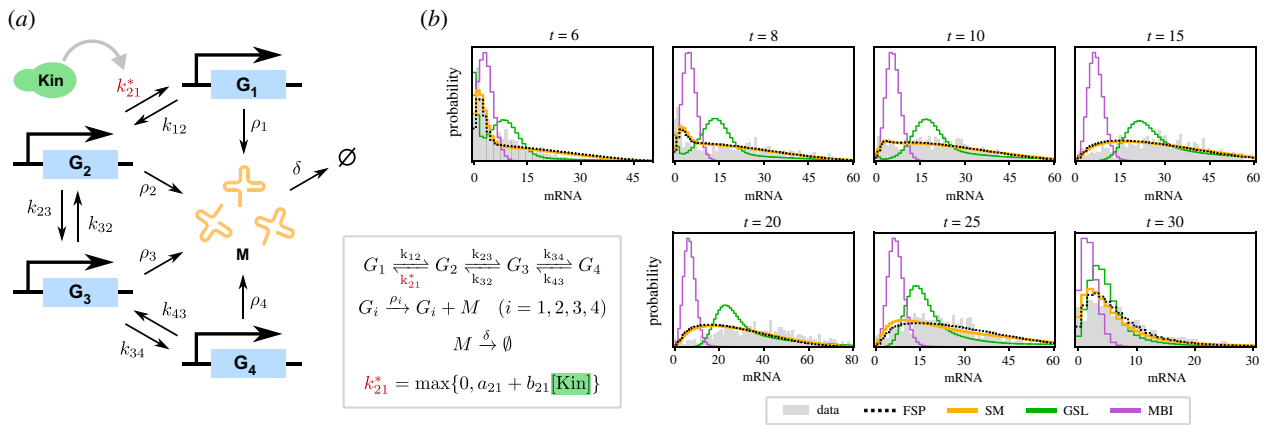 (a)
Kin
k*21
G1
k12
ρ1
G2
δ
∅
ρ2
k23
k32
ρ3
M
G3
k43
ρ4
k34
G4
G1 k12 ⇌ k*21 G2 k23 ⇌ k32 G3 k34 ⇌ k43 G4
Gi ρi → Gi + M (i = 1, 2, 3, 4)
M δ → ∅
k*21 = max{0, a21 + b21[Kin]}
(b)
t = 6
t = 8
t = 10
t = 15
probability
0 15 30 45
0 15 30 45 60
0 15 30 45 60
0 15 30 45 60
mRNA
mRNA
mRNA
mRNA
t = 20
t = 25
t = 30
probability
0 20 40 60 80
0 15 30 45 60
0 10 20 30
mRNA
mRNA
mRNA
data FSP SM GSL MBI